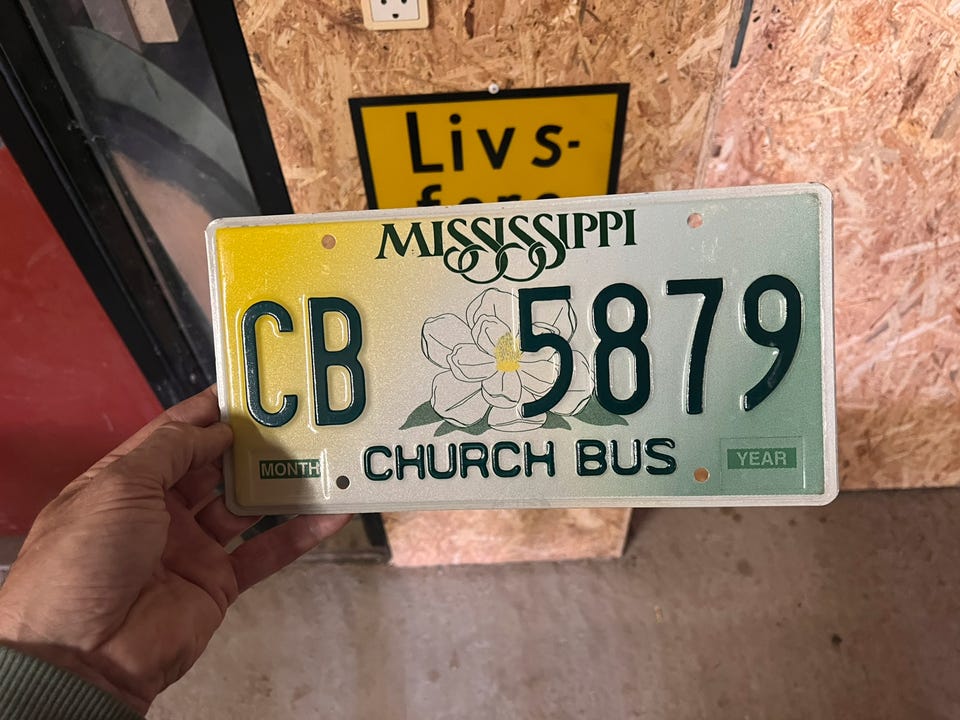 Livs-
MISSISSIPPI
CB 5879
MONTH CHURCH BUS YEAR